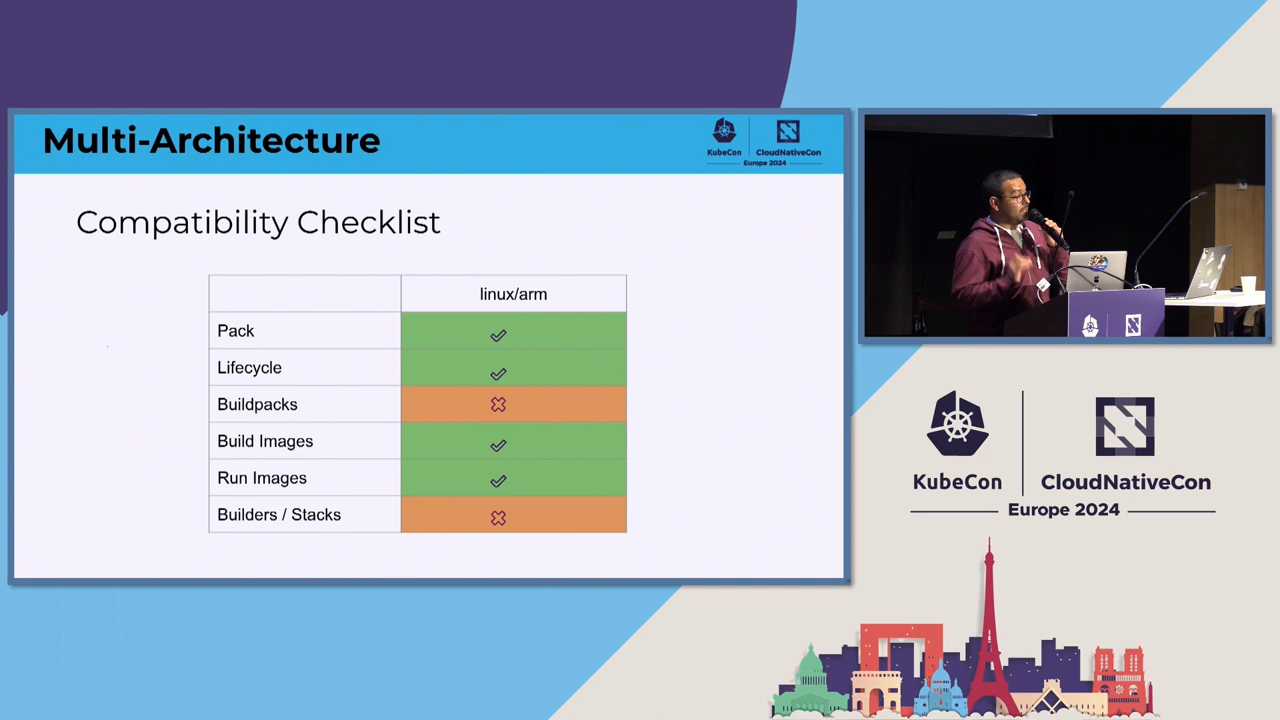 Multi-Architecture
KubeCon
CloudNativeCon
Europe 2024
Compatibility Checklist
linux/arm
Pack
Lifecycle
Buildpacks
Build Images
Run Images
Builders / Stacks
KubeCon
CloudNativeCon
Europe 2024